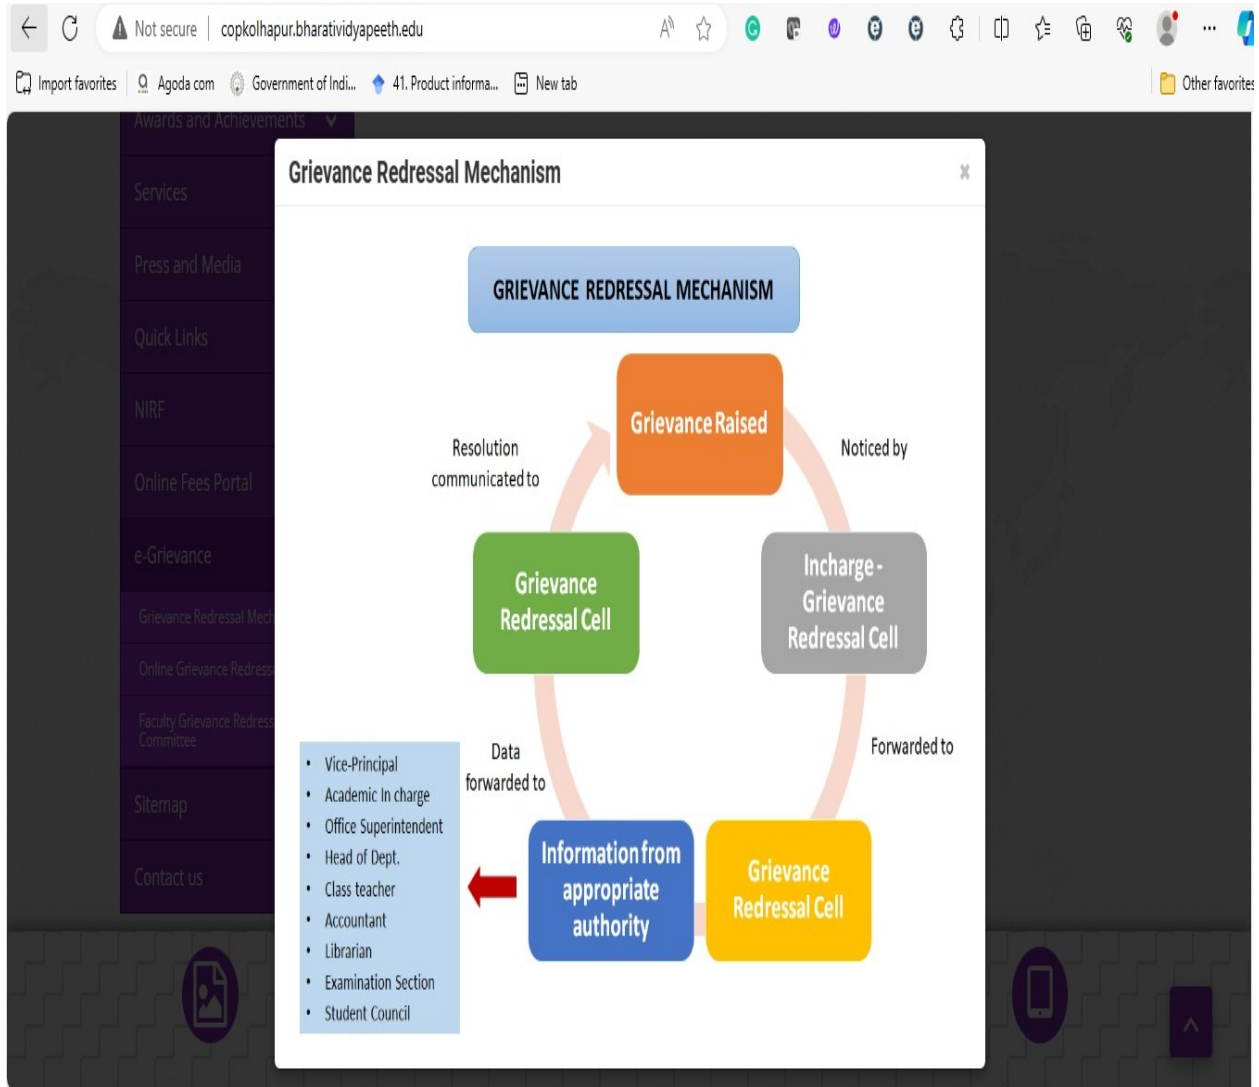 Not secure
copkolhapur.bharatividyapeeth.edu
Import favorites
Agoda com
Government of Indi...
41. Product informa...
New tab
Other favorites
Awards and Achievements
Services
Press and Media
Quick Links
NIRF
Online Fees Portal
e-Grievance
Grievance Redressal Mech
Online Grievance Redressa
Faculty Grievance Redress
Committee
Sitemap
Contact us
Grievance Redressal Mechanism
GRIEVANCE REDRESSAL MECHANISM
Grievance Raised
Noticed by
Incharge -
Grievance
Redressal Cell
Forwarded to
Grievance
Redressal Cell
Information from
appropriate
authority
• Vice-Principal
• Academic In charge
• Office Superintendent
• Head of Dept.
• Class teacher
• Accountant
• Librarian
• Examination Section
• Student Council
Data
forwarded to
Grievance
Redressal Cell
Resolution
communicated to